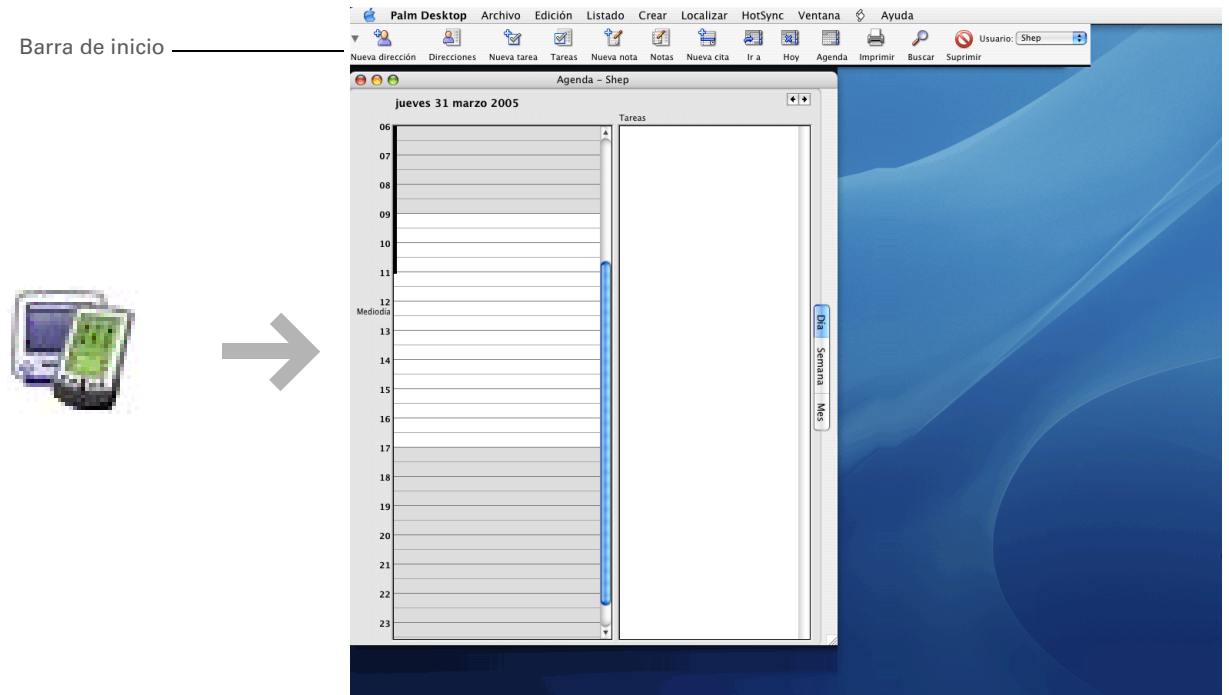 Barra de inicio
Palm Desktop Archivo Edición Listado Crear Localizar HotSync Ventana Ayuda
Usuario: Shep
Nueva dirección Direcciones Nueva tarea Tareas Nueva nota Notas Nueva cita Ir a Hoy Agenda Imprimir Buscar Suprimir
Agenda – Shep
jueves 31 marzo 2005
Tareas
06
07
08
09
10
11
12
Mediodía
13
14
15
16
17
18
19
20
21
22
23
Día
Semana
Mes